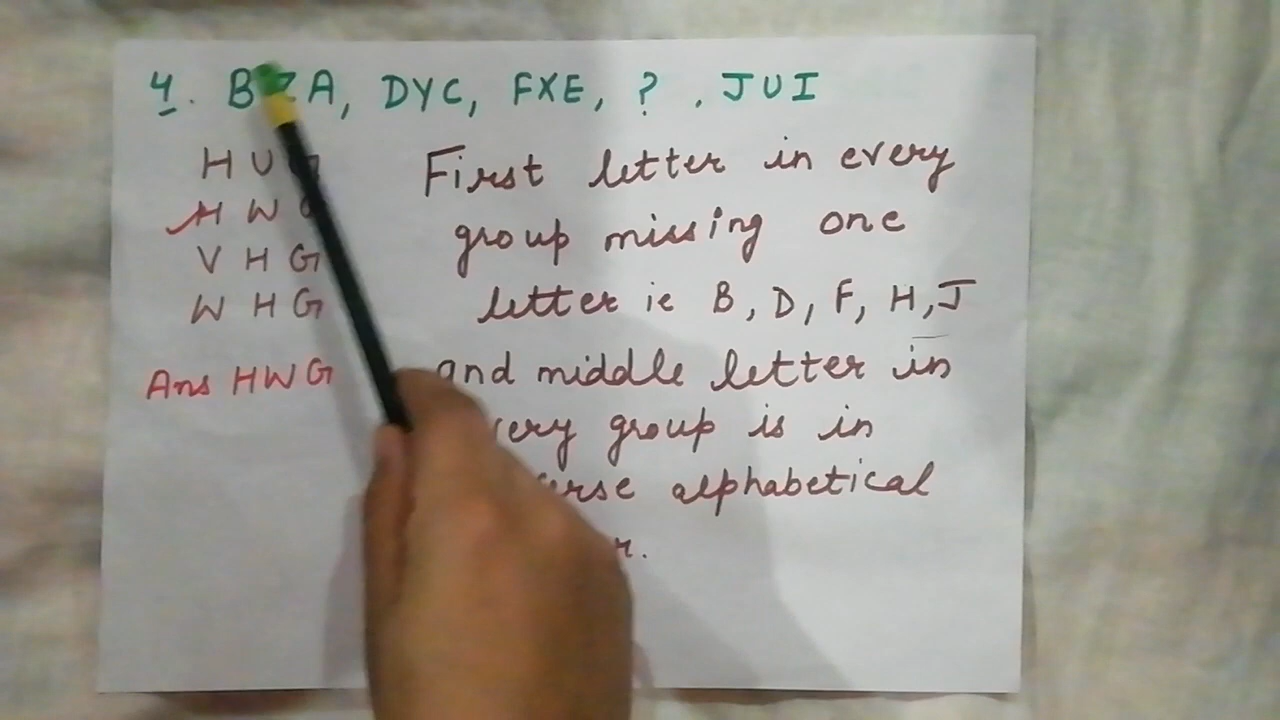 4. BZA, DYC, FXE, ? , JUI
H U G
H W
V H G
W H G
Ans HWG
First letter in every
group missing one
letter ie B, D, F, H, J
and middle letter in
group is in
alphabetical